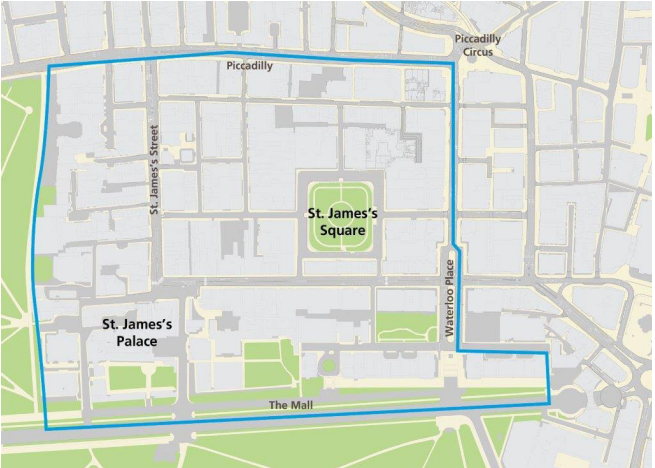 Piccadilly
Circus
Piccadilly
St. James's Street
St. James's
Square
Waterloo Place
St. James's
Palace
The Mall